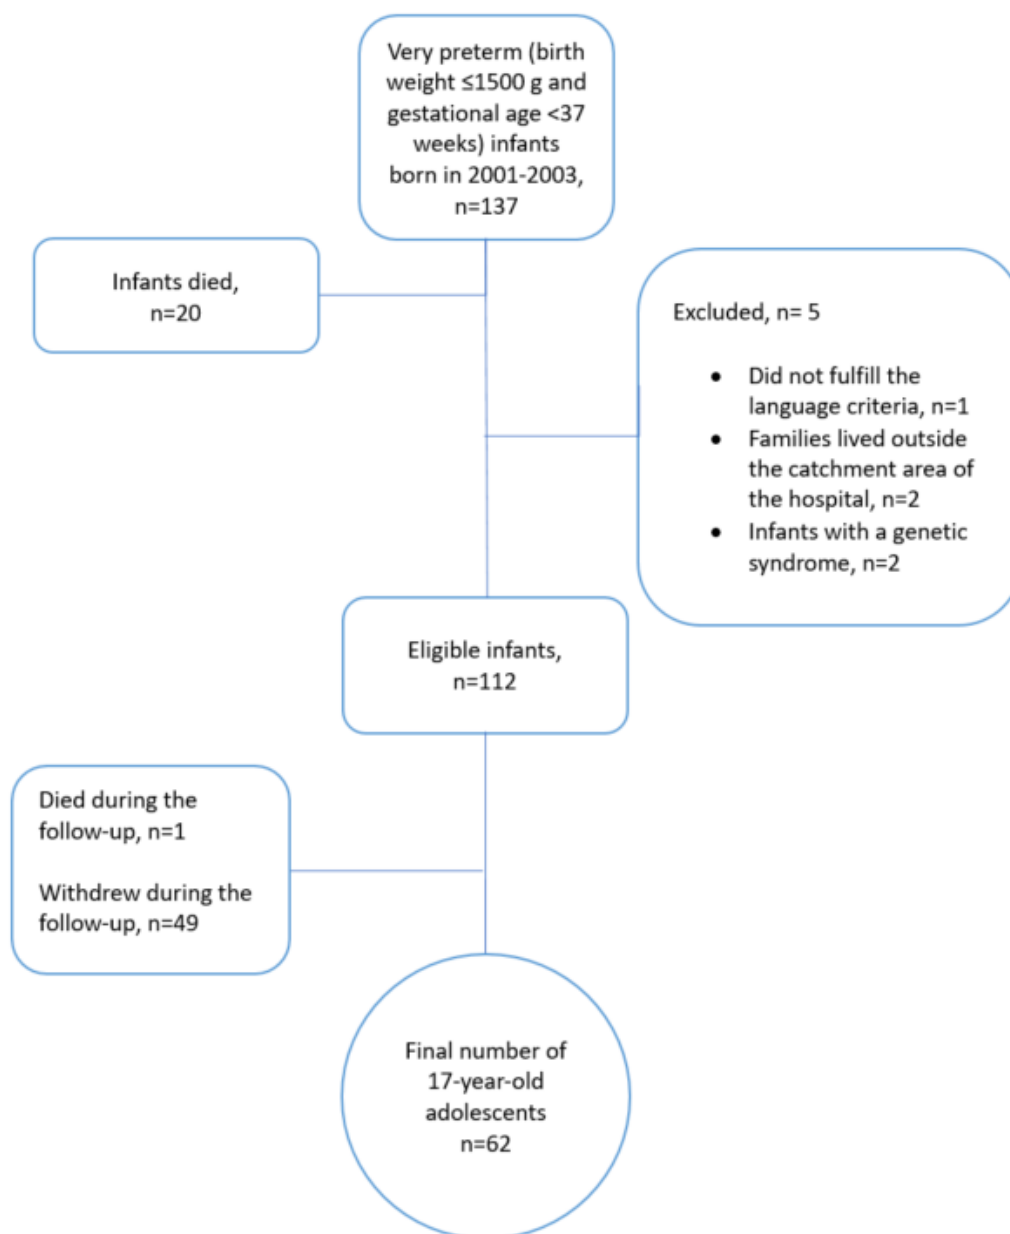 Very preterm (birth
weight ≤1500 g and
gestational age <37
weeks) infants
born in 2001-2003,
n=137
Infants died,
n=20
Excluded, n= 5
• Did not fulfill the
language criteria, n=1
• Families lived outside
the catchment area of
the hospital, n=2
• Infants with a genetic
syndrome, n=2
Eligible infants,
n=112
Died during the
follow-up, n=1
Withdrew during the
follow-up, n=49
Final number of
17-year-old
adolescents
n=62